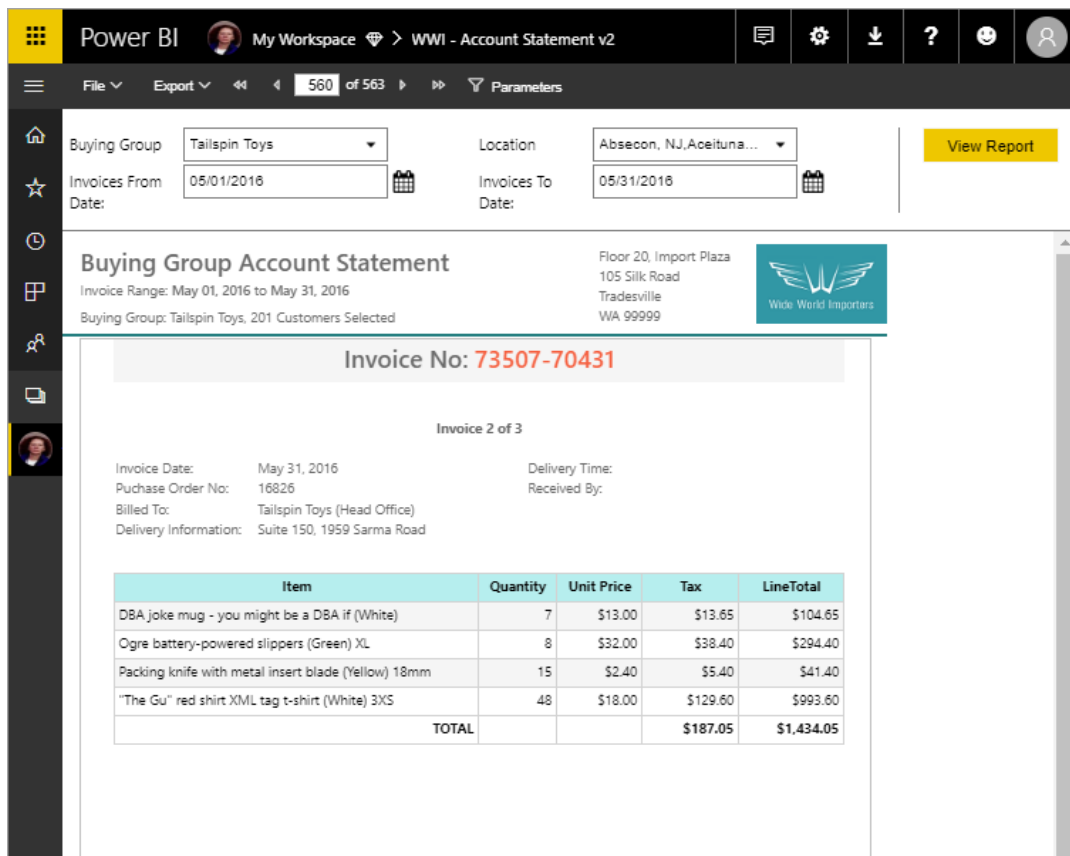 Power BI My Workspace > WWI - Account Statement v2 ?
File Export 560 of 563 Parameters
Buying Group Tailspin Toys Location Absecon, NJ,Aceituna... View Report
Invoices From Date: 05/01/2016 Invoices To Date: 05/31/2016
Buying Group Account Statement
Invoice Range: May 01, 2016 to May 31, 2016
Buying Group: Tailspin Toys, 201 Customers Selected
Floor 20, Import Plaza
105 Silk Road
Tradesville
WA 99999
Wide World Importers
Invoice No: 73507-70431
Invoice 2 of 3
Invoice Date: May 31, 2016 Delivery Time:
Puchase Order No: 16826 Received By:
Billed To: Tailspin Toys (Head Office)
Delivery Information: Suite 150, 1959 Sarma Road
Item Quantity Unit Price Tax LineTotal
DBA joke mug - you might be a DBA if (White) 7 $13.00 $13.65 $104.65
Ogre battery-powered slippers (Green) XL 8 $32.00 $38.40 $294.40
Packing knife with metal insert blade (Yellow) 18mm 15 $2.40 $5.40 $41.40
"The Gu" red shirt XML tag t-shirt (White) 3XS 48 $18.00 $129.60 $993.60
TOTAL $187.05 $1,434.05